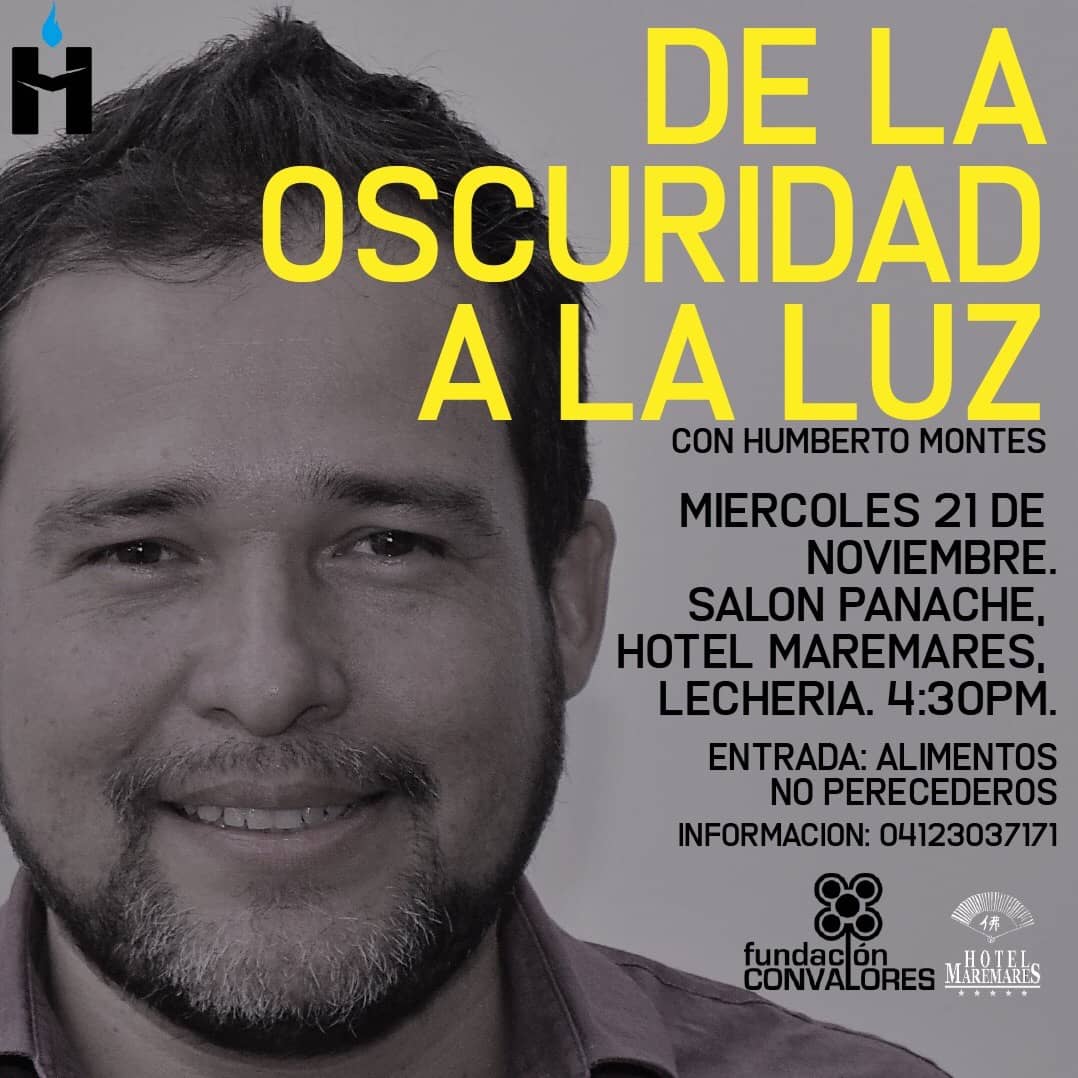 H
DE LA
OSCURIDAD
A LA LUZ
CON HUMBERTO MONTES
MIERCOLES 21 DE
NOVIEMBRE.
SALON PANACHE,
HOTEL MAREMARES,
LECHERIA. 4:30PM.
ENTRADA: ALIMENTOS
NO PERECEDEROS
INFORMACION: 04123037171
fundación
CONVALORES
佛
HOTEL
MAREMARES